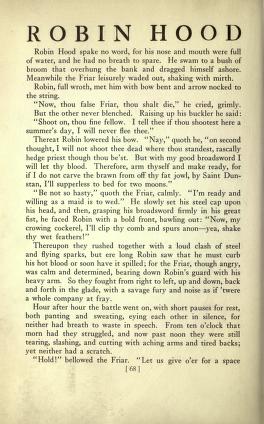 ROBIN HOOD
Robin Hood spake no word, for his nose and mouth were full
of water, and he had no breath to spare. He swam to a bush
of broom that overhung the bank and dragged himself ashore.
Meanwhile the Friar leisurely waded out, shaking with mirth.
Robin, full wroth, met him with bow bent and arrow nocked to
the string.
"Now, thou false Friar, thou shalt die," he cried, grimly.
But the other never blenched. Raising up his buckler he said:
"Shoot on, thou fine fellow. I tell thee if thou shootest here a
summer's day, I will never flee thee."
Thereat Robin lowered his bow. "Nay," quoth he, "on second
thought, I will not shoot thee dead where thou standest, rascally
hedge priest though thou be'st. But with my good broadsword I
will let thy blood. Therefore, arm thyself and make ready, for
if I do not carve the brawn from off thy fat jowl, by Saint Dun-
stan, I'll supperless to bed for two moons."
"Be not so hasty," quoth the Friar, calmly. "I'm ready and
willing as a maid is to wed." He slowly set his steel cap upon
his head, and then, grasping his broadsword firmly in his great
fist, he faced Robin with a bold front, bawling out: "Now, my
crowing cockerel, I'll clip thy comb and spurs anon—yea, shake
thy wet feathers!"
Thereupon they rushed together with a loud clash of steel
and flying sparks, but ere long Robin saw that he must curb
his hot blood or soon have it spilled; for the Friar, though angry,
was calm and determined, bearing down Robin's guard with his
heavy arm. So they fought from right to left, up and down, back
and forth in the glade, with a savage fury and noise as if 'twere
a whole company at fray.
Hour after hour the battle went on, with short pauses for rest,
both panting and sweating, eying each other in silence, for
neither had breath to waste in speech. From ten o'clock that
morn had they struggled, and now past noon they were still
tearing, slashing, and cutting with aching arms and tired backs;
yet neither had a scratch.
"Hold!" bellowed the Friar. "Let us give o'er for a space
[68]